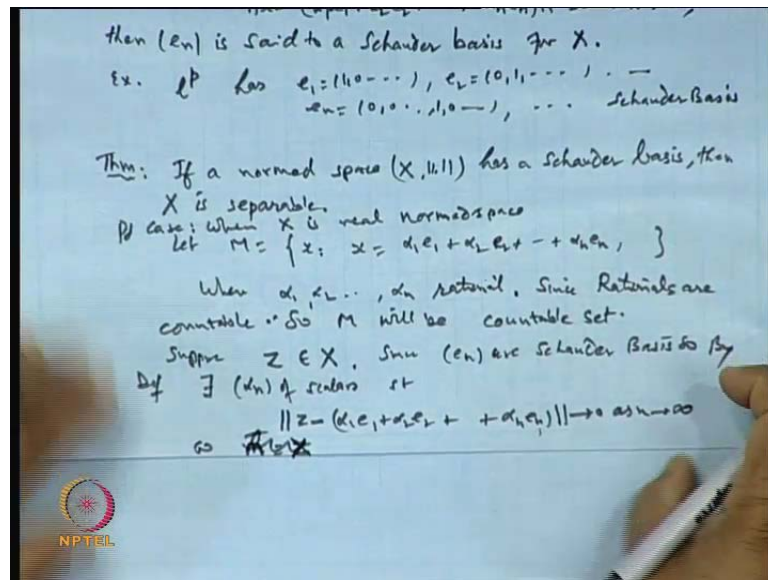 then (en) is said to a Schauder basis for X.
Ex. lᵖ has e₁ = (1,0 - - -), e₂ = (0,1, - - - ) . —
en = (0,0 . . , 1,0 —), . . . Schauder Basis
Thm: If a normed space (X, ||.||) has a Schauder basis, then
X is separable.
Pf case: When X is real normed space
Let M = { x : x = α₁e₁ + α₂e₂ + - + αnen, }
When α₁, α₂ . . , αn rational. Since Rationals are
countable. So M will be countable set.
Suppose Z ∈ X. Since (en) are Schauder Basis So By
Def ∃ (αn) of scalars st
||z - (α₁e₁ + α₂e₂ + + αnen)|| → 0 as n → ∞
so
NPTEL